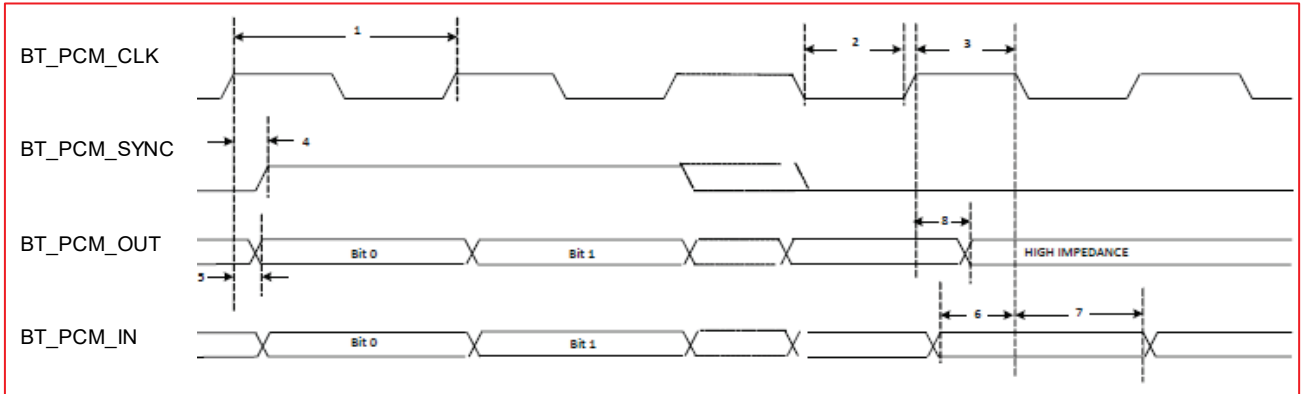 1
2
3
BT_PCM_CLK
4
BT_PCM_SYNC
8
BT_PCM_OUT
Bit 0
Bit 1
HIGH IMPEDANCE
5
6
7
BT_PCM_IN
Bit 0
Bit 1